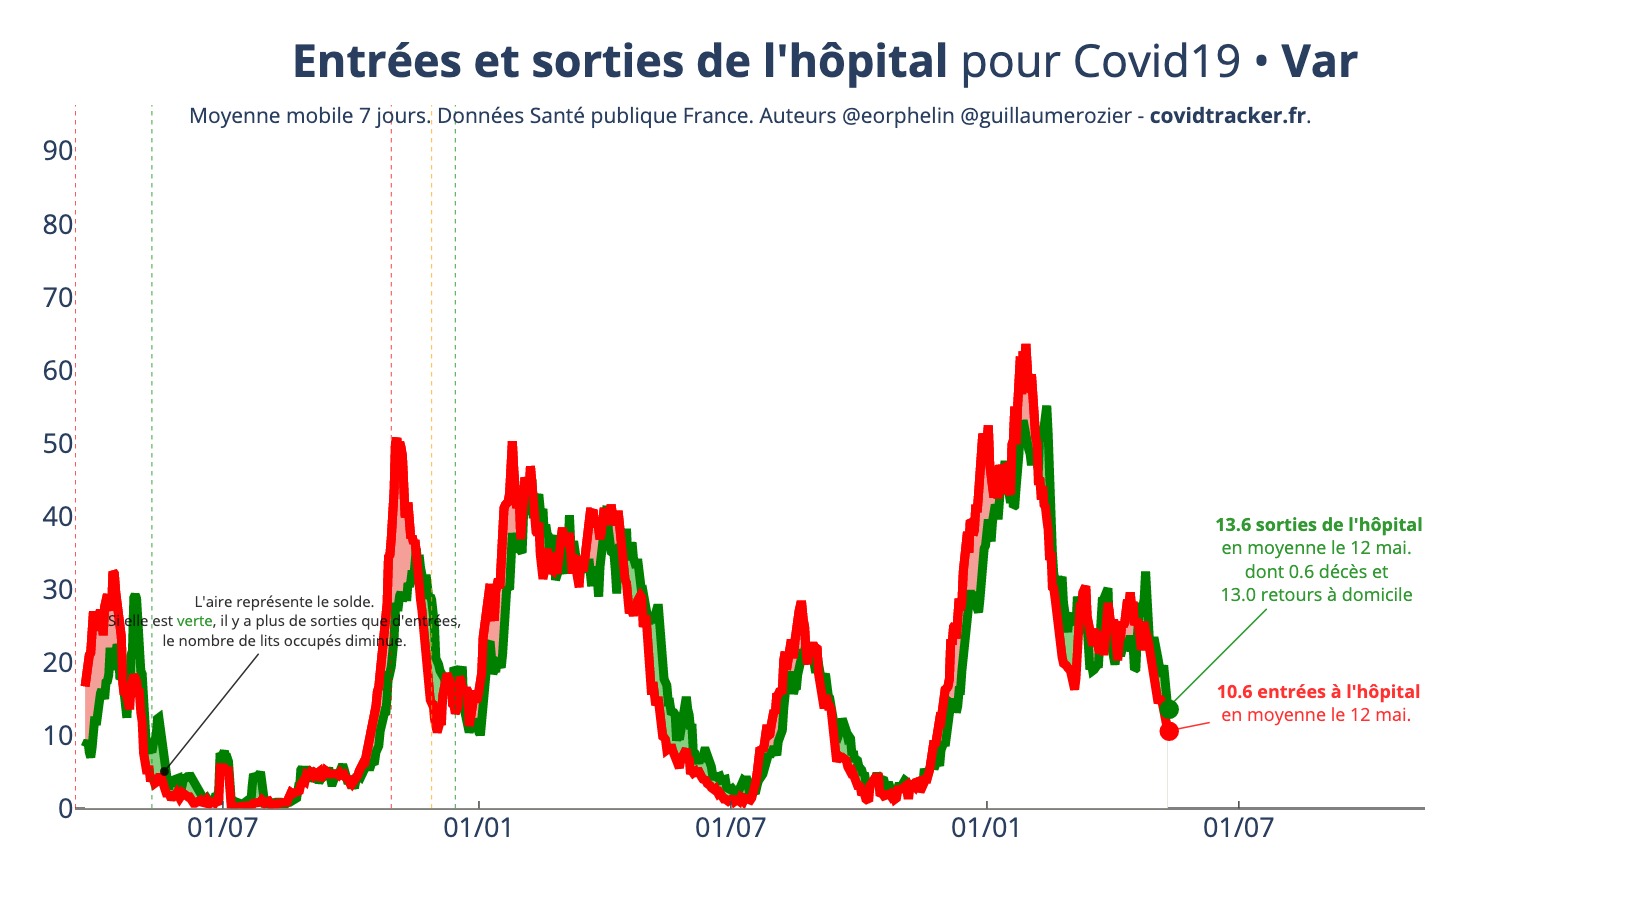 Entrées et sorties de l'hôpital pour Covid19 • Var
Moyenne mobile 7 jours. Données Santé publique France. Auteurs @eorphelin @guillaumerozier - covidtracker.fr.
90
80
70
60
50
40
30
20
10
0
L'aire représente le solde.
Si elle est verte, il y a plus de sorties que d'entrées,
le nombre de lits occupés diminue.
13.6 sorties de l'hôpital
en moyenne le 12 mai.
dont 0.6 décès et
13.0 retours à domicile
10.6 entrées à l'hôpital
en moyenne le 12 mai.
01/07
01/01
01/07
01/01
01/07